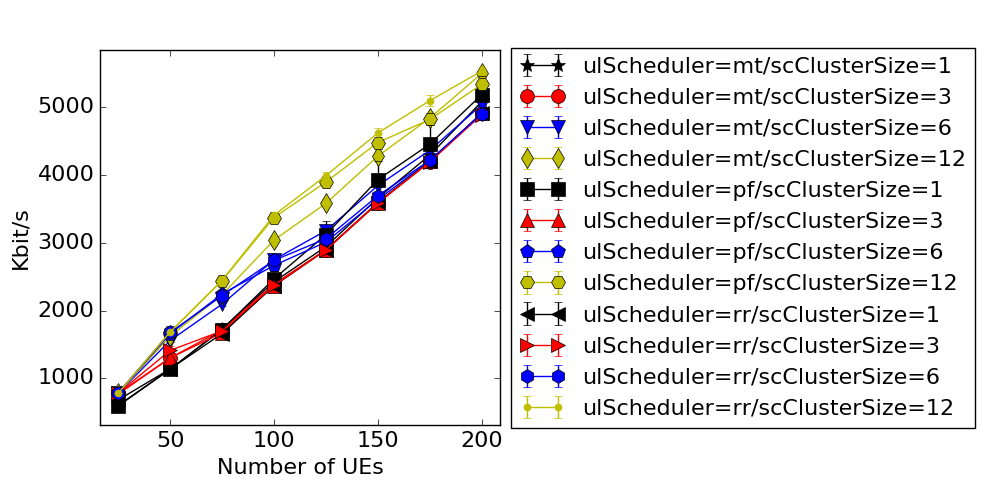 5000
4000
3000
2000
1000
Kbit/s
50 100 150 200
Number of UEs
ulScheduler=mt/scClusterSize=1
ulScheduler=mt/scClusterSize=3
ulScheduler=mt/scClusterSize=6
ulScheduler=mt/scClusterSize=12
ulScheduler=pf/scClusterSize=1
ulScheduler=pf/scClusterSize=3
ulScheduler=pf/scClusterSize=6
ulScheduler=pf/scClusterSize=12
ulScheduler=rr/scClusterSize=1
ulScheduler=rr/scClusterSize=3
ulScheduler=rr/scClusterSize=6
ulScheduler=rr/scClusterSize=12